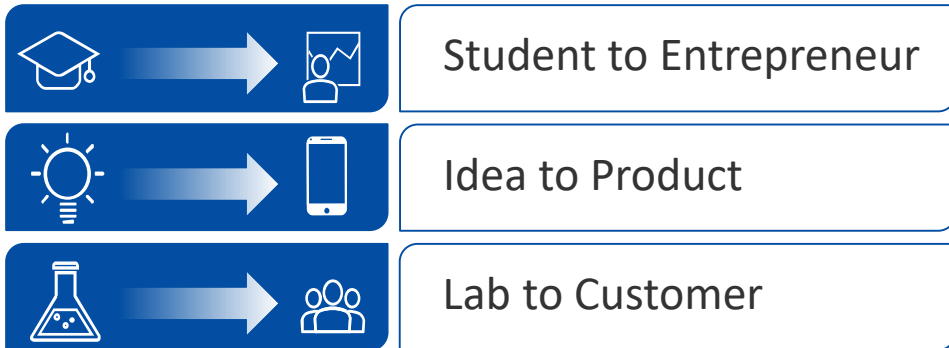 Student to Entrepreneur
Idea to Product
Lab to Customer